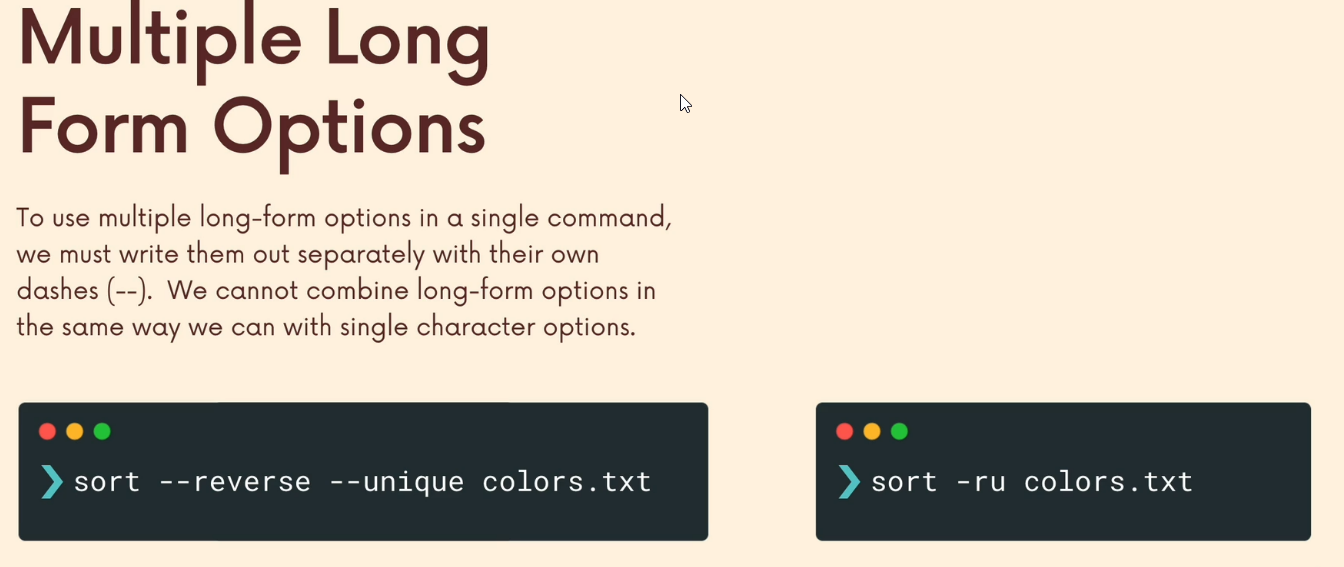 Multiple Long
Form Options
To use multiple long-form options in a single command,
we must write them out separately with their own
dashes (--).  We cannot combine long-form options in
the same way we can with single character options.
❯ sort --reverse --unique colors.txt
❯ sort -ru colors.txt